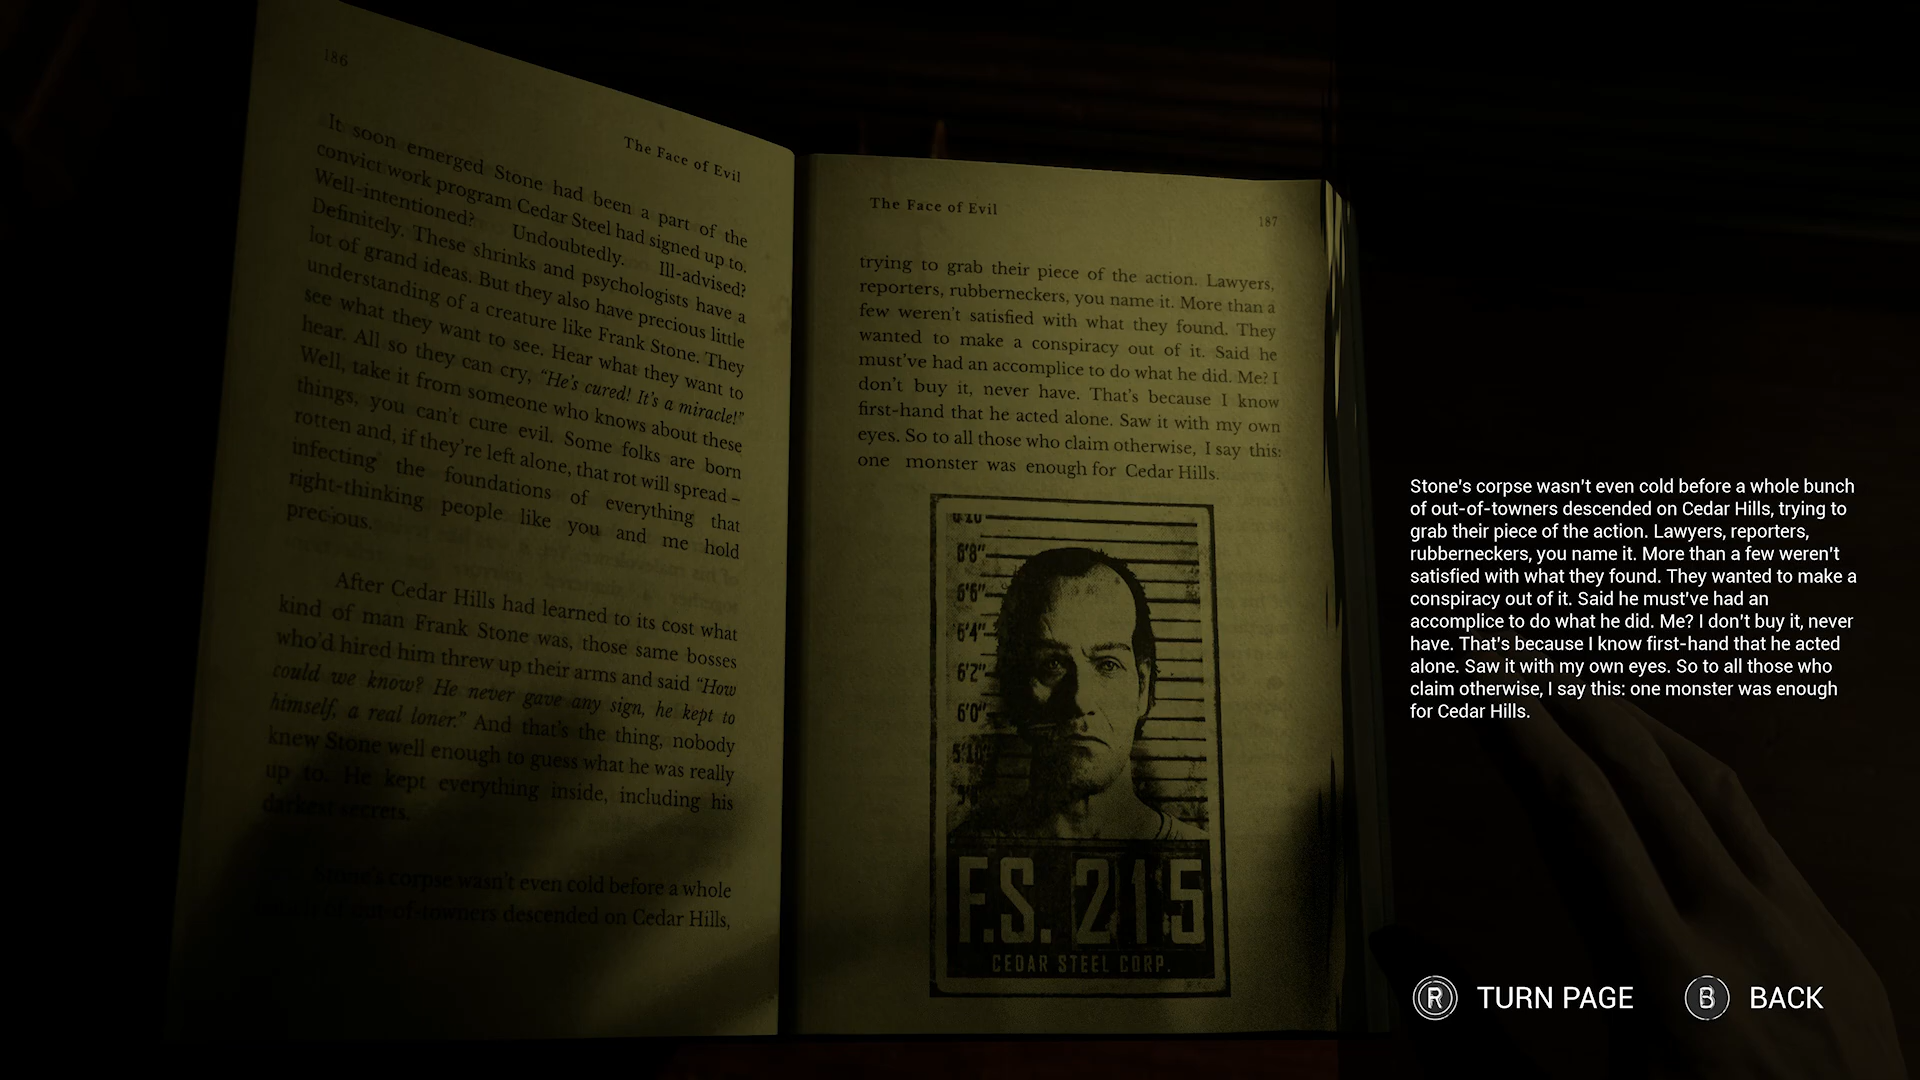 186
The Face of Evil
It soon emerged Stone had been a part of the
convict work program Cedar Steel had signed up to.
Well-intentioned? Undoubtedly. Ill-advised?
Definitely. These shrinks and psychologists have a
lot of grand ideas. But they also have precious little
understanding of a creature like Frank Stone. They
see what they want to see. Hear what they want to
hear. All so they can cry, “He's cured! It's a miracle!”
Well, take it from someone who knows about these
things, you can't cure evil. Some folks are born
rotten and, if they're left alone, that rot will spread –
infecting the foundations of everything that
right-thinking people like you and me hold
precious.
After Cedar Hills had learned to its cost what
kind of man Frank Stone was, those same bosses
who'd hired him threw up their arms and said “How
could we know? He never gave any sign, he kept to
himself, a real loner.” And that's the thing, nobody
knew Stone well enough to guess what he was really
up to. He kept everything inside, including his
darkest secrets.
Stone's corpse wasn't even cold before a whole
bunch of out-of-towners descended on Cedar Hills,
The Face of Evil
187
trying to grab their piece of the action. Lawyers,
reporters, rubberneckers, you name it. More than a
few weren't satisfied with what they found. They
wanted to make a conspiracy out of it. Said he
must've had an accomplice to do what he did. Me? I
don't buy it, never have. That's because I know
first-hand that he acted alone. Saw it with my own
eyes. So to all those who claim otherwise, I say this:
one monster was enough for Cedar Hills.
6'10"
6'8"
6'6"
6'4"
6'2"
6'0"
5'10"
F.S. 215
CEDAR STEEL CORP.
Stone's corpse wasn't even cold before a whole bunch
of out-of-towners descended on Cedar Hills, trying to
grab their piece of the action. Lawyers, reporters,
rubberneckers, you name it. More than a few weren't
satisfied with what they found. They wanted to make a
conspiracy out of it. Said he must've had an
accomplice to do what he did. Me? I don't buy it, never
have. That's because I know first-hand that he acted
alone. Saw it with my own eyes. So to all those who
claim otherwise, I say this: one monster was enough
for Cedar Hills.
R TURN PAGE B BACK